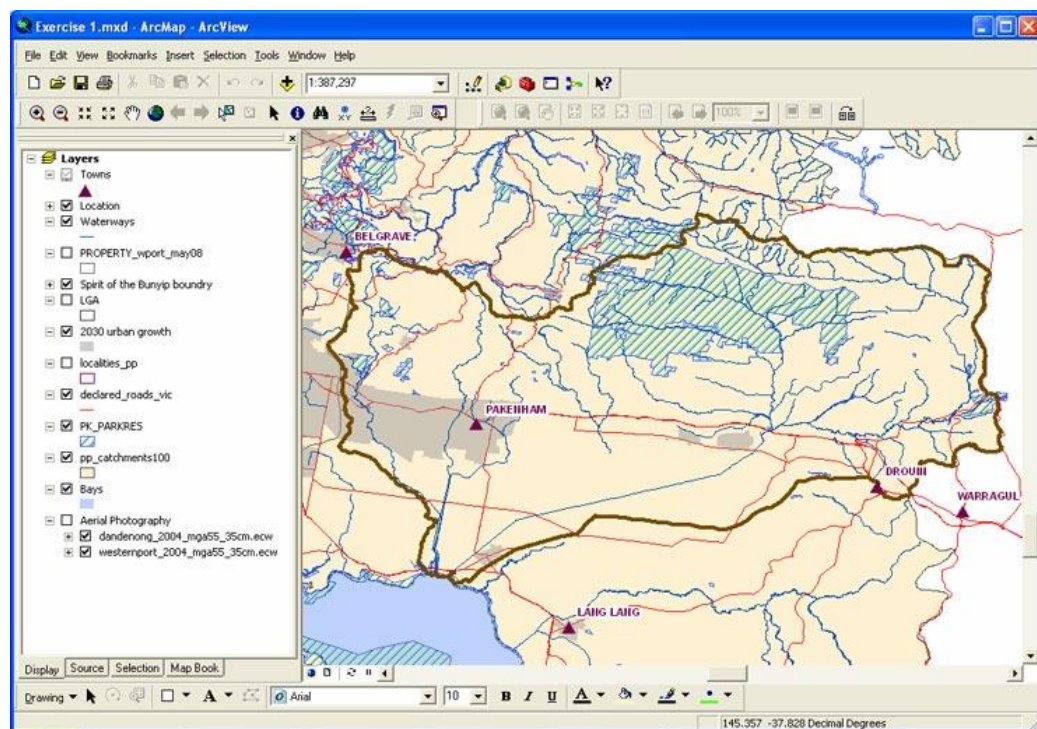 Exercise 1.mxd - ArcMap - ArcView
File Edit View Bookmarks Insert Selection Tools Window Help
1:387,297
100%
Layers
Towns
Location
Waterways
PROPERTY_wport_may08
Spirit of the Bunyip boundry
LGA
2030 urban growth
localities_pp
declared_roads_vic
PK_PARKRES
pp_catchments100
Bays
Aerial Photography
dandenong_2004_mga55_35cm.ecw
westernport_2004_mga55_35cm.ecw
BELGRAVE
PAKENHAM
DROUIN
WARRAGUL
LANG LANG
Display Source Selection Map Book
Drawing Arial 10 B I U A
145.357 -37.828 Decimal Degrees